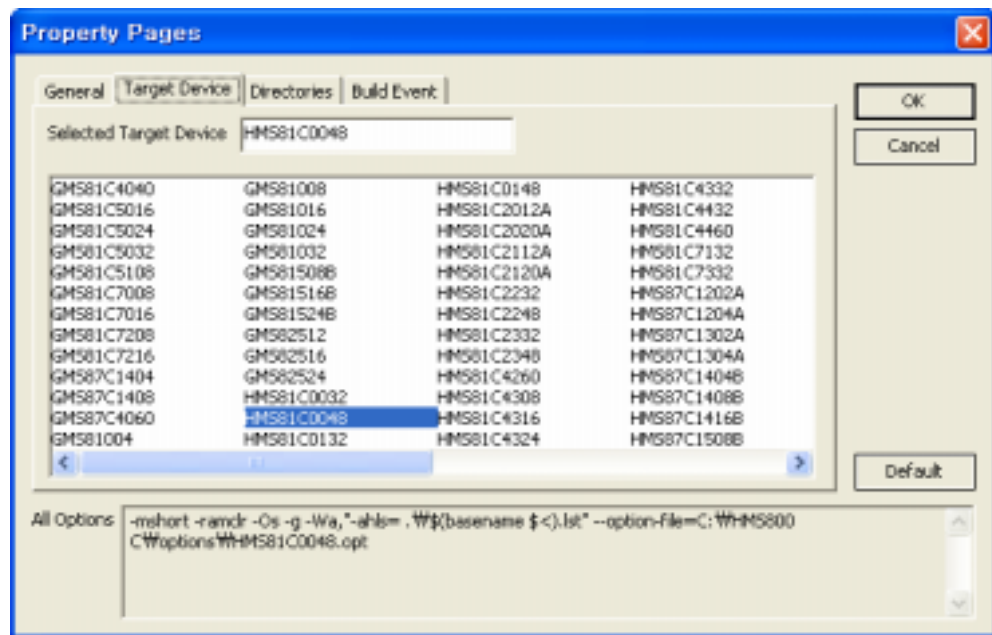 Property Pages
General Target Device Directories Build Event
OK
Selected Target Device HMS81C0048
Cancel
GMS81C4040 GMS81008 HMS81C0148 HMS81C4332
GMS81C5016 GMS81016 HMS81C2012A HMS81C4432
GMS81C5024 GMS81024 HMS81C2020A HMS81C4460
GMS81C5032 GMS81032 HMS81C2112A HMS81C7132
GMS81C5108 GMS81508B HMS81C2120A HMS81C7332
GMS81C7008 GMS81516B HMS81C2232 HMS87C1202A
GMS81C7016 GMS81524B HMS81C2248 HMS87C1204A
GMS81C7208 GMS82512 HMS81C2332 HMS87C1302A
GMS81C7216 GMS82516 HMS81C2348 HMS87C1304A
GMS87C1404 GMS82524 HMS81C4260 HMS87C1404B
GMS87C1408 HMS81C0032 HMS81C4308 HMS87C1408B
GMS87C4060 HMS81C0048 HMS81C4316 HMS87C1416B
GMS81004 HMS81C0132 HMS81C4324 HMS87C1508B
Default
All Options -mshort -ramclr -Os -g -Wa,"-ahls= .₩$(basename $<).lst" --option-file=C:₩HMS800
C₩options₩HMS81C0048.opt